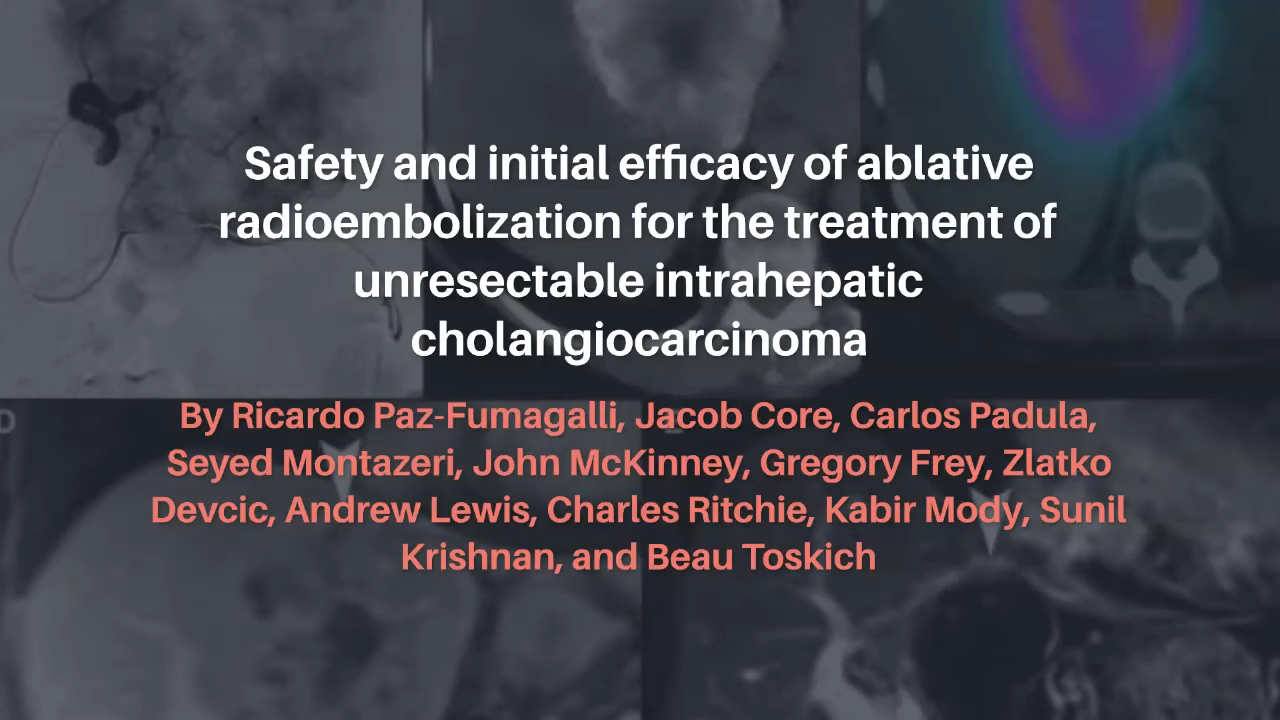 Safety and initial efficacy of ablative
radioembolization for the treatment of
unresectable intrahepatic
cholangiocarcinoma
By Ricardo Paz-Fumagalli, Jacob Core, Carlos Padula,
Seyed Montazeri, John McKinney, Gregory Frey, Zlatko
Devcic, Andrew Lewis, Charles Ritchie, Kabir Mody, Sunil
Krishnan, and Beau Toskich
D